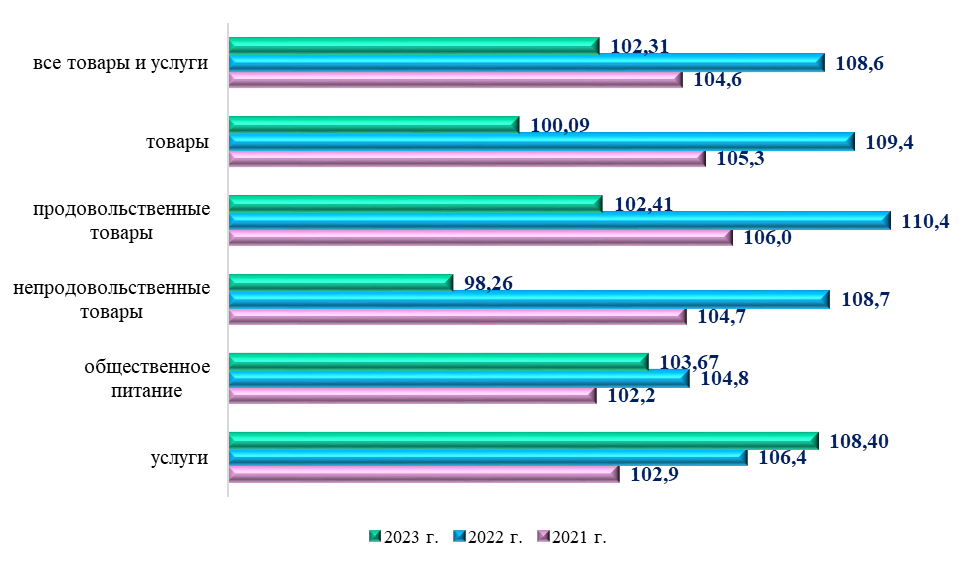 102,31
все товары и услуги
108,6
104,6
100,09
товары
109,4
105,3
продовольственные
товары
102,41
110,4
106,0
непродовольственные
товары
98,26
108,7
104,7
общественное
питание
103,67
104,8
102,2
108,40
услуги
106,4
102,9
2023 г. 2022 г. 2021 г.